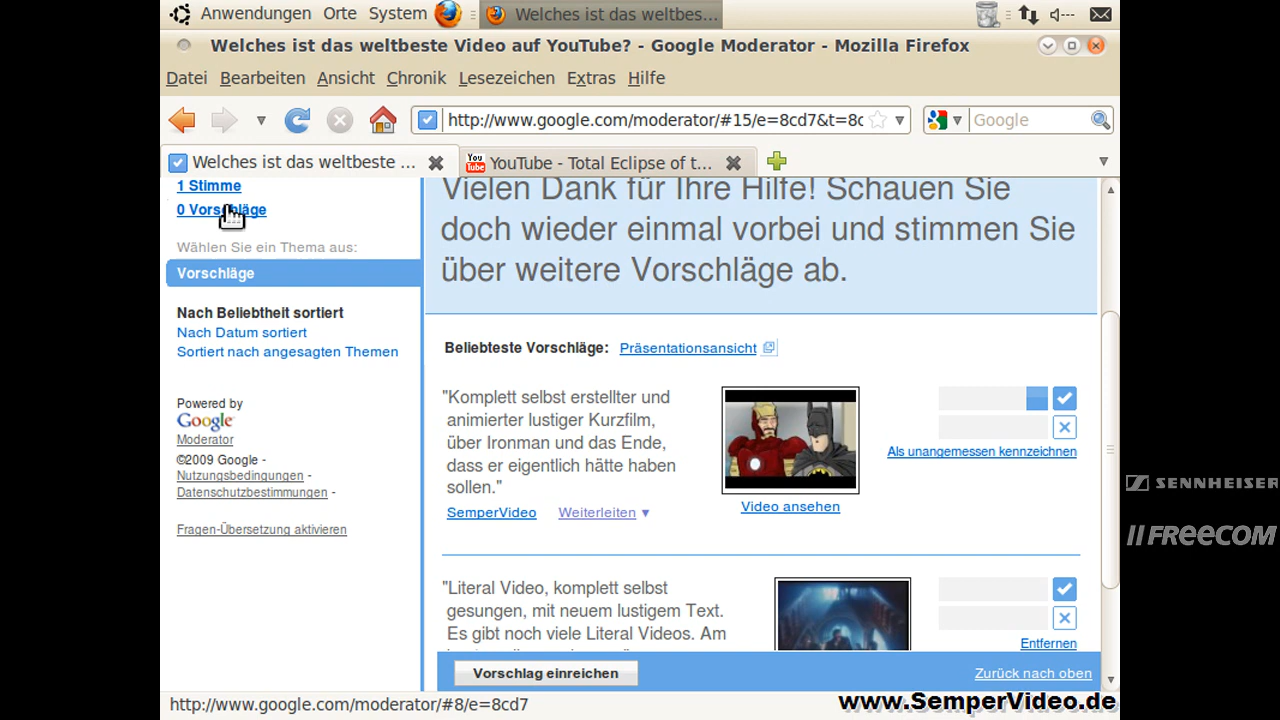 Anwendungen Orte System Welches ist das weltbes...
Welches ist das weltbeste Video auf YouTube? - Google Moderator - Mozilla Firefox
Datei Bearbeiten Ansicht Chronik Lesezeichen Extras Hilfe
http://www.google.com/moderator/#15/e=8cd7&t=8c Google
Welches ist das weltbeste ... You Tube YouTube - Total Eclipse of t...
1 Stimme
0 Vorschläge
Wählen Sie ein Thema aus:
Vorschläge
Nach Beliebtheit sortiert
Nach Datum sortiert
Sortiert nach angesagten Themen
Powered by
Google
Moderator
©2009 Google -
Nutzungsbedingungen -
Datenschutzbestimmungen -
Fragen-Übersetzung aktivieren
Vielen Dank für Ihre Hilfe! Schauen Sie
doch wieder einmal vorbei und stimmen Sie
über weitere Vorschläge ab.
Beliebteste Vorschläge: Präsentationsansicht
"Komplett selbst erstellter und
animierter lustiger Kurzfilm,
über Ironman und das Ende,
dass er eigentlich hätte haben
sollen."
SemperVideo Weiterleiten
Video ansehen
Als unangemessen kennzeichnen
"Literal Video, komplett selbst
gesungen, mit neuem lustigem Text.
Es gibt noch viele Literal Videos. Am
Entfernen
Vorschlag einreichen Zurück nach oben
http://www.google.com/moderator/#8/e=8cd7
www.SemperVideo.de
SENNHEISER
FREECOM